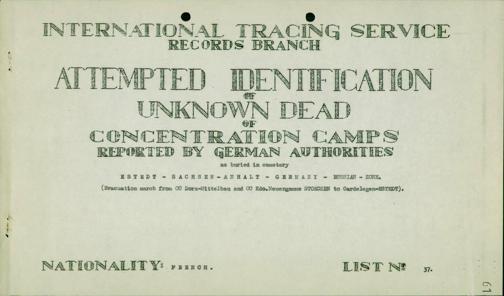 INTERNATIONAL TRACING SERVICE
RECORDS BRANCH
ATTEMPTED IDENTIFICATION
OF
UNKNOWN DEAD
OF
CONCENTRATION CAMPS
REPORTED BY GERMAN AUTHORITIES
as buried in cemetery
ESTEDT - SACHSEN-ANHALT - GERMANY - RUSSIAN - ZONE.
(Evacuation march from CC Dora-Mittelbau and CC Kdo.Neuengamme STOECKEN to Gardelegen-ESTEDT).
NATIONALITY: FRENCH. LIST Nº 37.
61